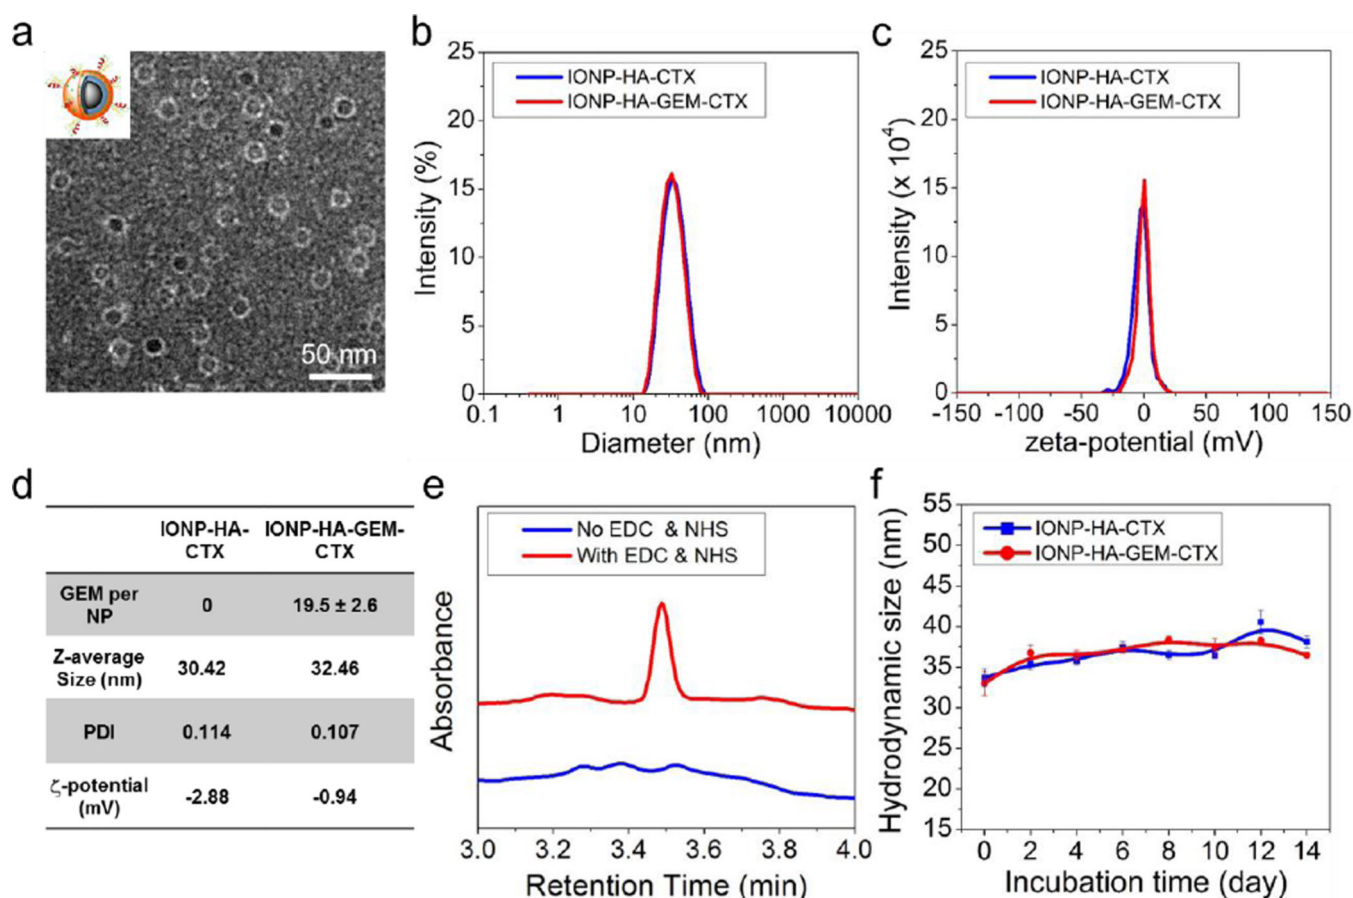 a
50 nm
b
IONP-HA-CTX
IONP-HA-GEM-CTX
Intensity (%)
25
20
15
10
5
0
0.1 1 10 100 1000 10000
Diameter (nm)
c
IONP-HA-CTX
IONP-HA-GEM-CTX
Intensity (x 10⁴)
25
20
15
10
5
0
-150 -100 -50 0 50 100 150
zeta-potential (mV)
d
IONP-HA- IONP-HA-GEM-
CTX CTX
GEM per
NP 0 19.5 ± 2.6
Z-average
Size (nm) 30.42 32.46
PDI 0.114 0.107
ζ-potential
(mV) -2.88 -0.94
e
No EDC & NHS
With EDC & NHS
Absorbance
3.0 3.2 3.4 3.6 3.8 4.0
Retention Time (min)
f
IONP-HA-CTX
IONP-HA-GEM-CTX
Hydrodynamic size (nm)
55
50
45
40
35
30
25
20
15
0 2 4 6 8 10 12 14
Incubation time (day)